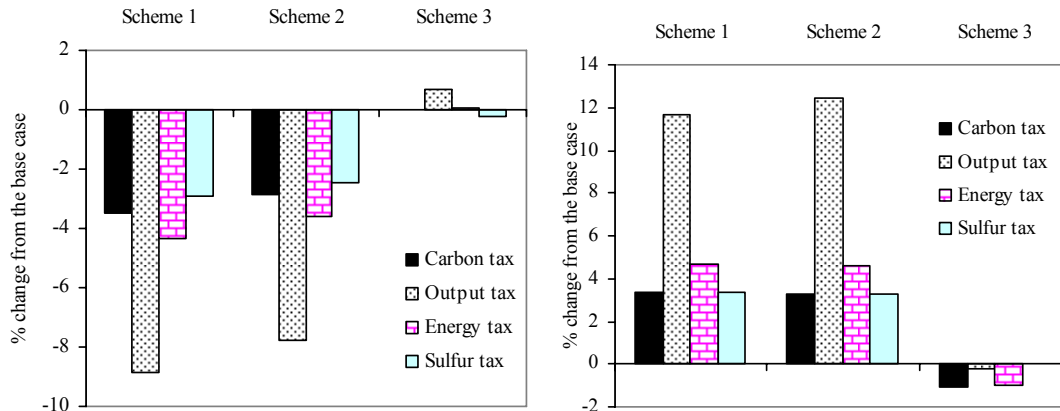 Scheme 1 Scheme 2 Scheme 3
% change from the base case
2
0
-2
-4
-6
-8
-10
Carbon tax
Output tax
Energy tax
Sulfur tax
Scheme 1 Scheme 2 Scheme 3
% change from the base case
14
12
10
8
6
4
2
0
-2
Carbon tax
Output tax
Energy tax
Sulfur tax